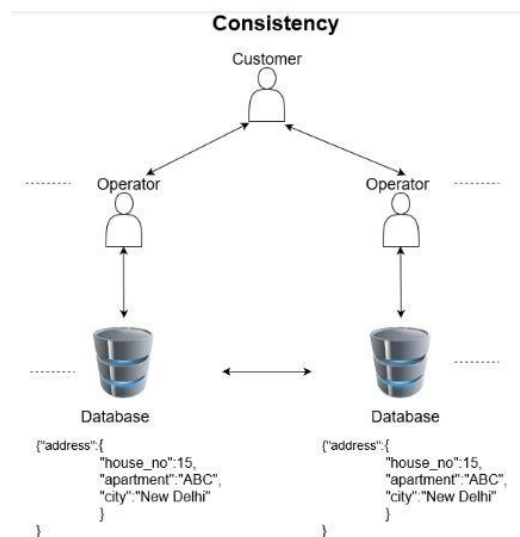 Consistency
Customer
Operator
Operator
Database
Database
{"address":{
"house_no":15,
"apartment":"ABC",
"city":"New Delhi"
}
}
{"address":{
"house_no":15,
"apartment":"ABC",
"city":"New Delhi"
}
}